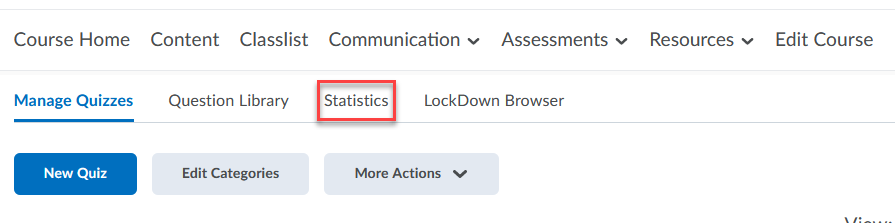 Course Home Content Classlist Communication Assessments Resources Edit Course
Manage Quizzes Question Library Statistics LockDown Browser
New Quiz Edit Categories More Actions